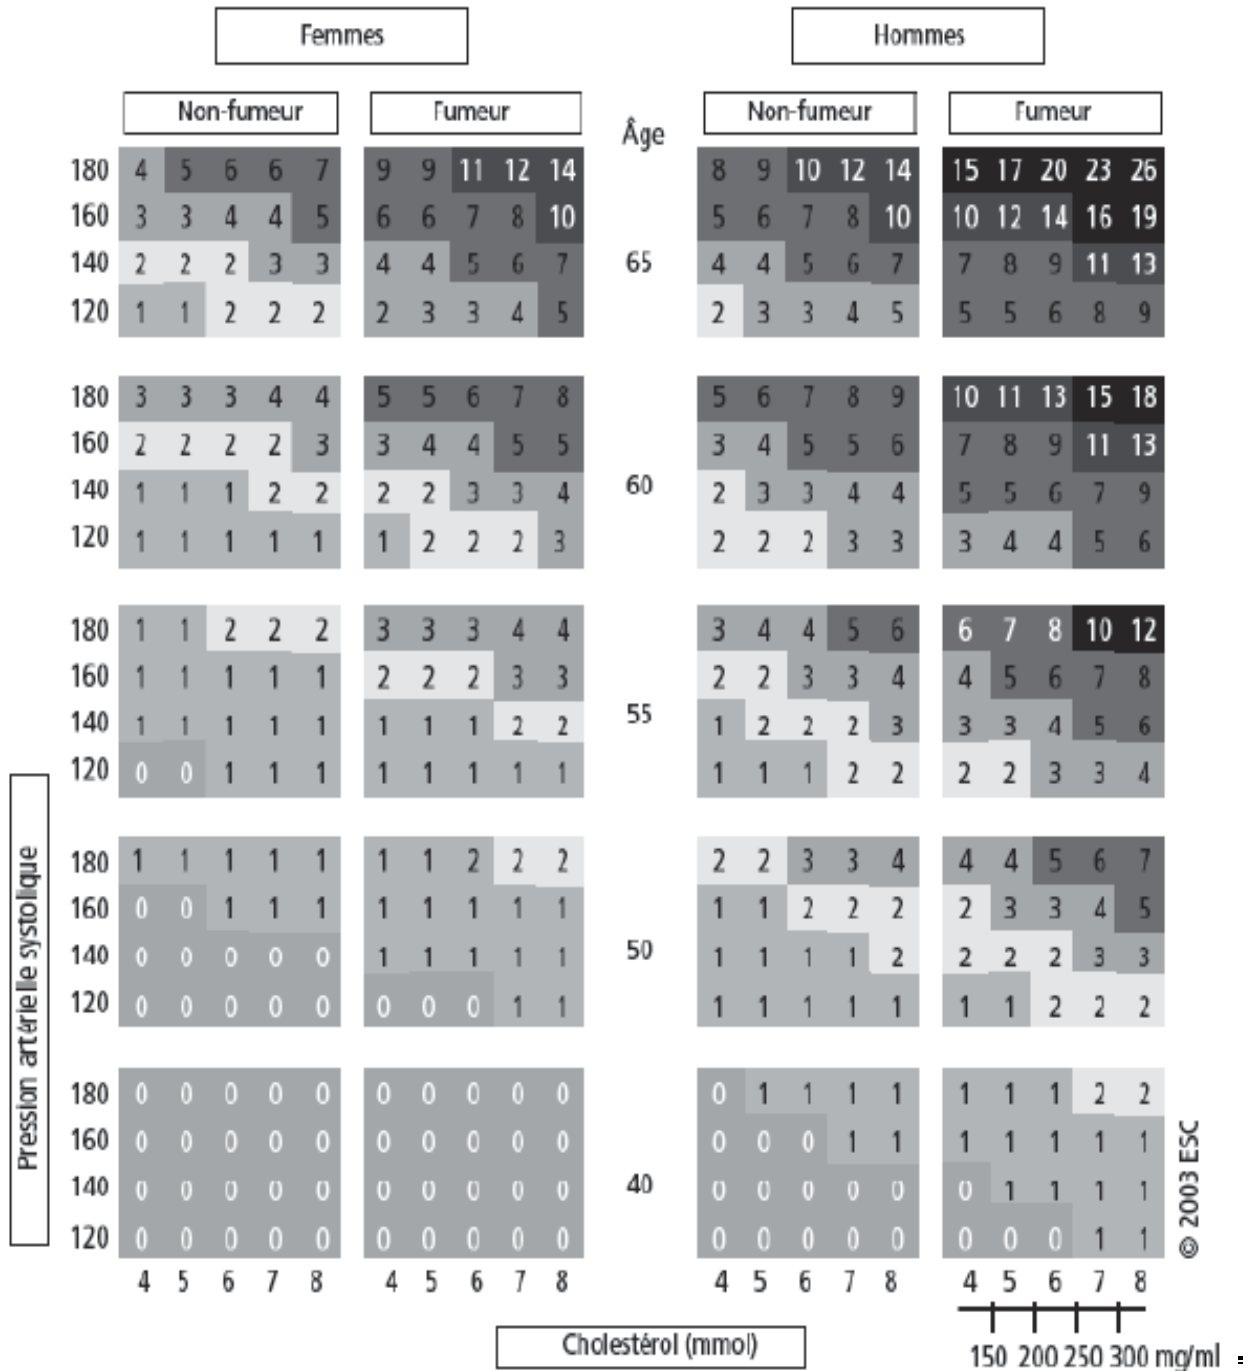 Femmes Hommes
Non-fumeur Fumeur Âge Non-fumeur Fumeur
180 4 5 6 6 7 9 9 11 12 14 8 9 10 12 14 15 17 20 23 26
160 3 3 4 4 5 6 6 7 8 10 5 6 7 8 10 10 12 14 16 19
140 2 2 2 3 3 4 4 5 6 7 65 4 4 5 6 7 7 8 9 11 13
120 1 1 2 2 2 2 3 3 4 5 2 3 3 4 5 5 5 6 8 9
180 3 3 3 4 4 5 5 6 7 8 5 6 7 8 9 10 11 13 15 18
160 2 2 2 2 3 3 4 4 5 5 3 4 5 5 6 7 8 9 11 13
140 1 1 1 2 2 2 2 3 3 4 60 2 3 3 4 4 5 5 6 7 9
120 1 1 1 1 1 1 2 2 2 3 2 2 2 3 3 3 4 4 5 6
180 1 1 2 2 2 3 3 3 4 4 3 4 4 5 6 6 7 8 10 12
160 1 1 1 1 1 2 2 2 3 3 2 2 3 3 4 4 5 6 7 8
140 1 1 1 1 1 1 1 1 2 2 55 1 2 2 2 3 3 3 4 5 6
120 0 0 1 1 1 1 1 1 1 1 1 1 1 2 2 2 2 3 3 4
180 1 1 1 1 1 1 1 2 2 2 2 2 3 3 4 4 4 5 6 7
160 0 0 1 1 1 1 1 1 1 1 1 1 2 2 2 2 3 3 4 5
140 0 0 0 0 0 1 1 1 1 1 50 1 1 1 1 2 2 2 2 3 3
120 0 0 0 0 0 0 0 0 1 1 1 1 1 1 1 1 1 2 2 2
180 0 0 0 0 0 0 0 0 0 0 0 1 1 1 1 1 1 1 2 2
160 0 0 0 0 0 0 0 0 0 0 0 0 0 1 1 1 1 1 1 1
140 0 0 0 0 0 0 0 0 0 0 40 0 0 0 0 0 0 1 1 1 1
120 0 0 0 0 0 0 0 0 0 0 0 0 0 0 0 0 0 0 1 1
4 5 6 7 8 4 5 6 7 8 4 5 6 7 8 4 5 6 7 8
Pression artérielle systolique
© 2003 ESC
Cholestérol (mmol)
150 200 250 300 mg/ml